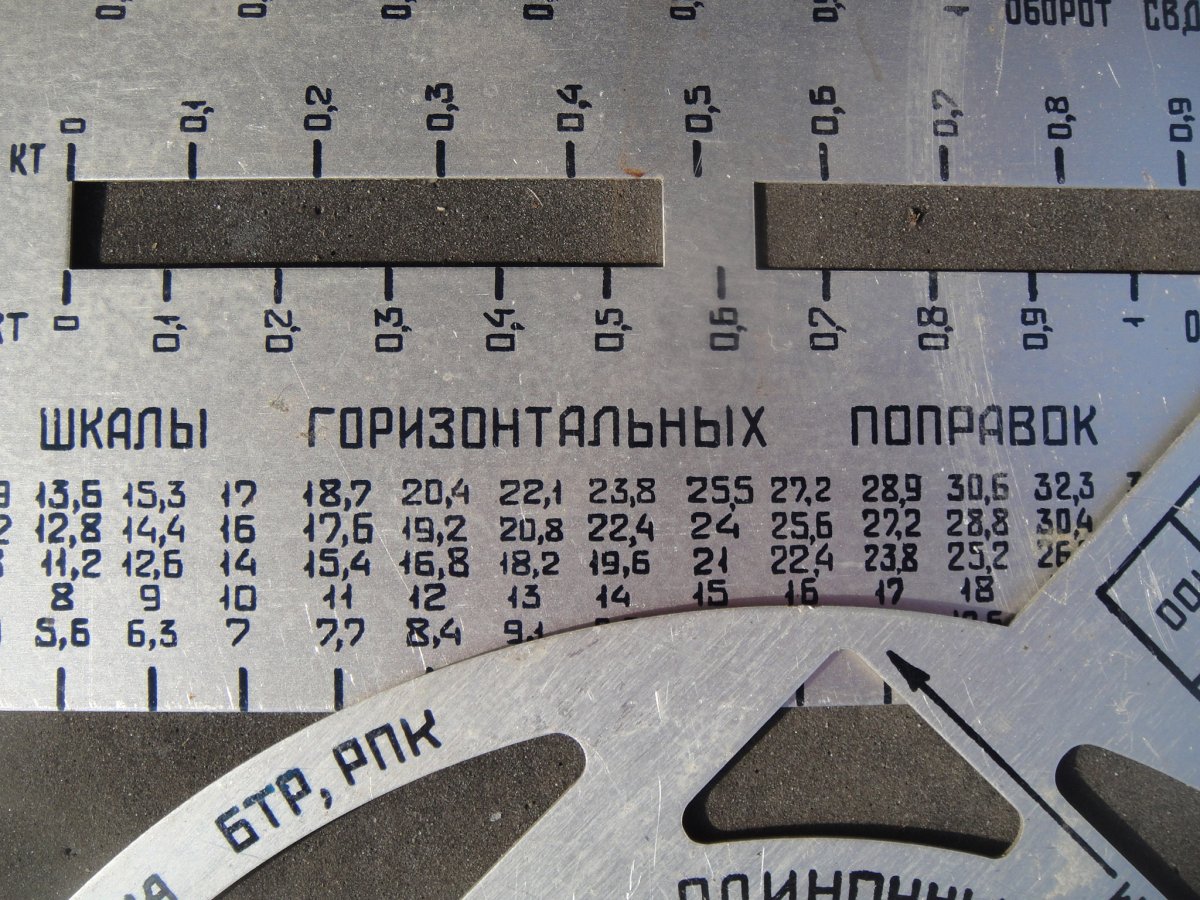 ОБОРОТ СВД
0 0,1 0,2 0,3 0,4 0,5 0,6 0,7 0,8 0,9
КТ
0 0,1 0,2 0,3 0,4 0,5 0,6 0,7 0,8 0,9 1
ШКАЛЫ ГОРИЗОНТАЛЬНЫХ ПОПРАВОК
13,6 15,3 17 18,7 20,4 22,1 23,8 25,5 27,2 28,9 30,6 32,3
12,8 14,4 16 17,6 19,2 20,8 22,4 24 25,6 27,2 28,8 30,4
11,2 12,6 14 15,4 16,8 18,2 19,6 21 22,4 23,8 25,2
8 9 10 11 12 13 14 15 16 17 18
5,6 6,3 7 7,7 8,4 9,1
БТР, РПК